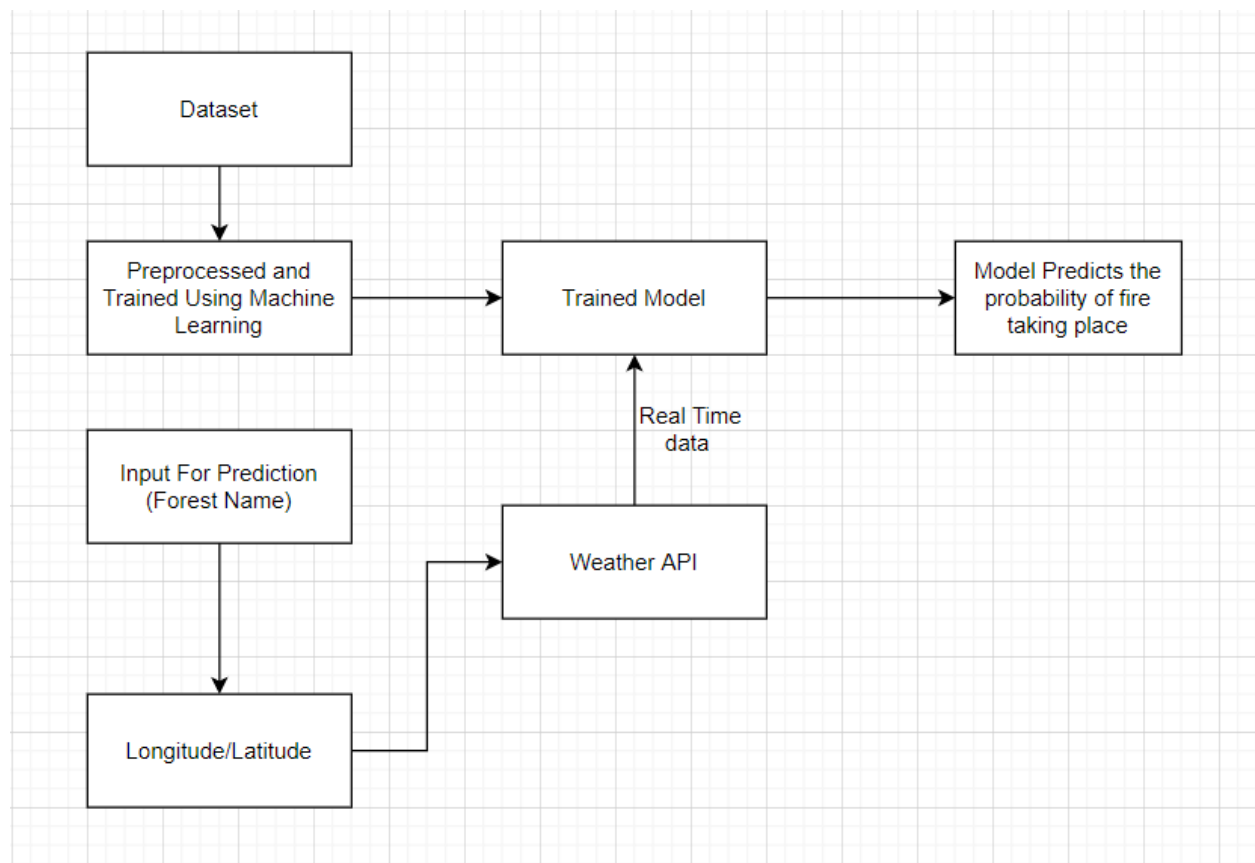 Dataset
Preprocessed and
Trained Using Machine
Learning
Trained Model
Model Predicts the
probability of fire
taking place
Real Time
data
Input For Prediction
(Forest Name)
Weather API
Longitude/Latitude